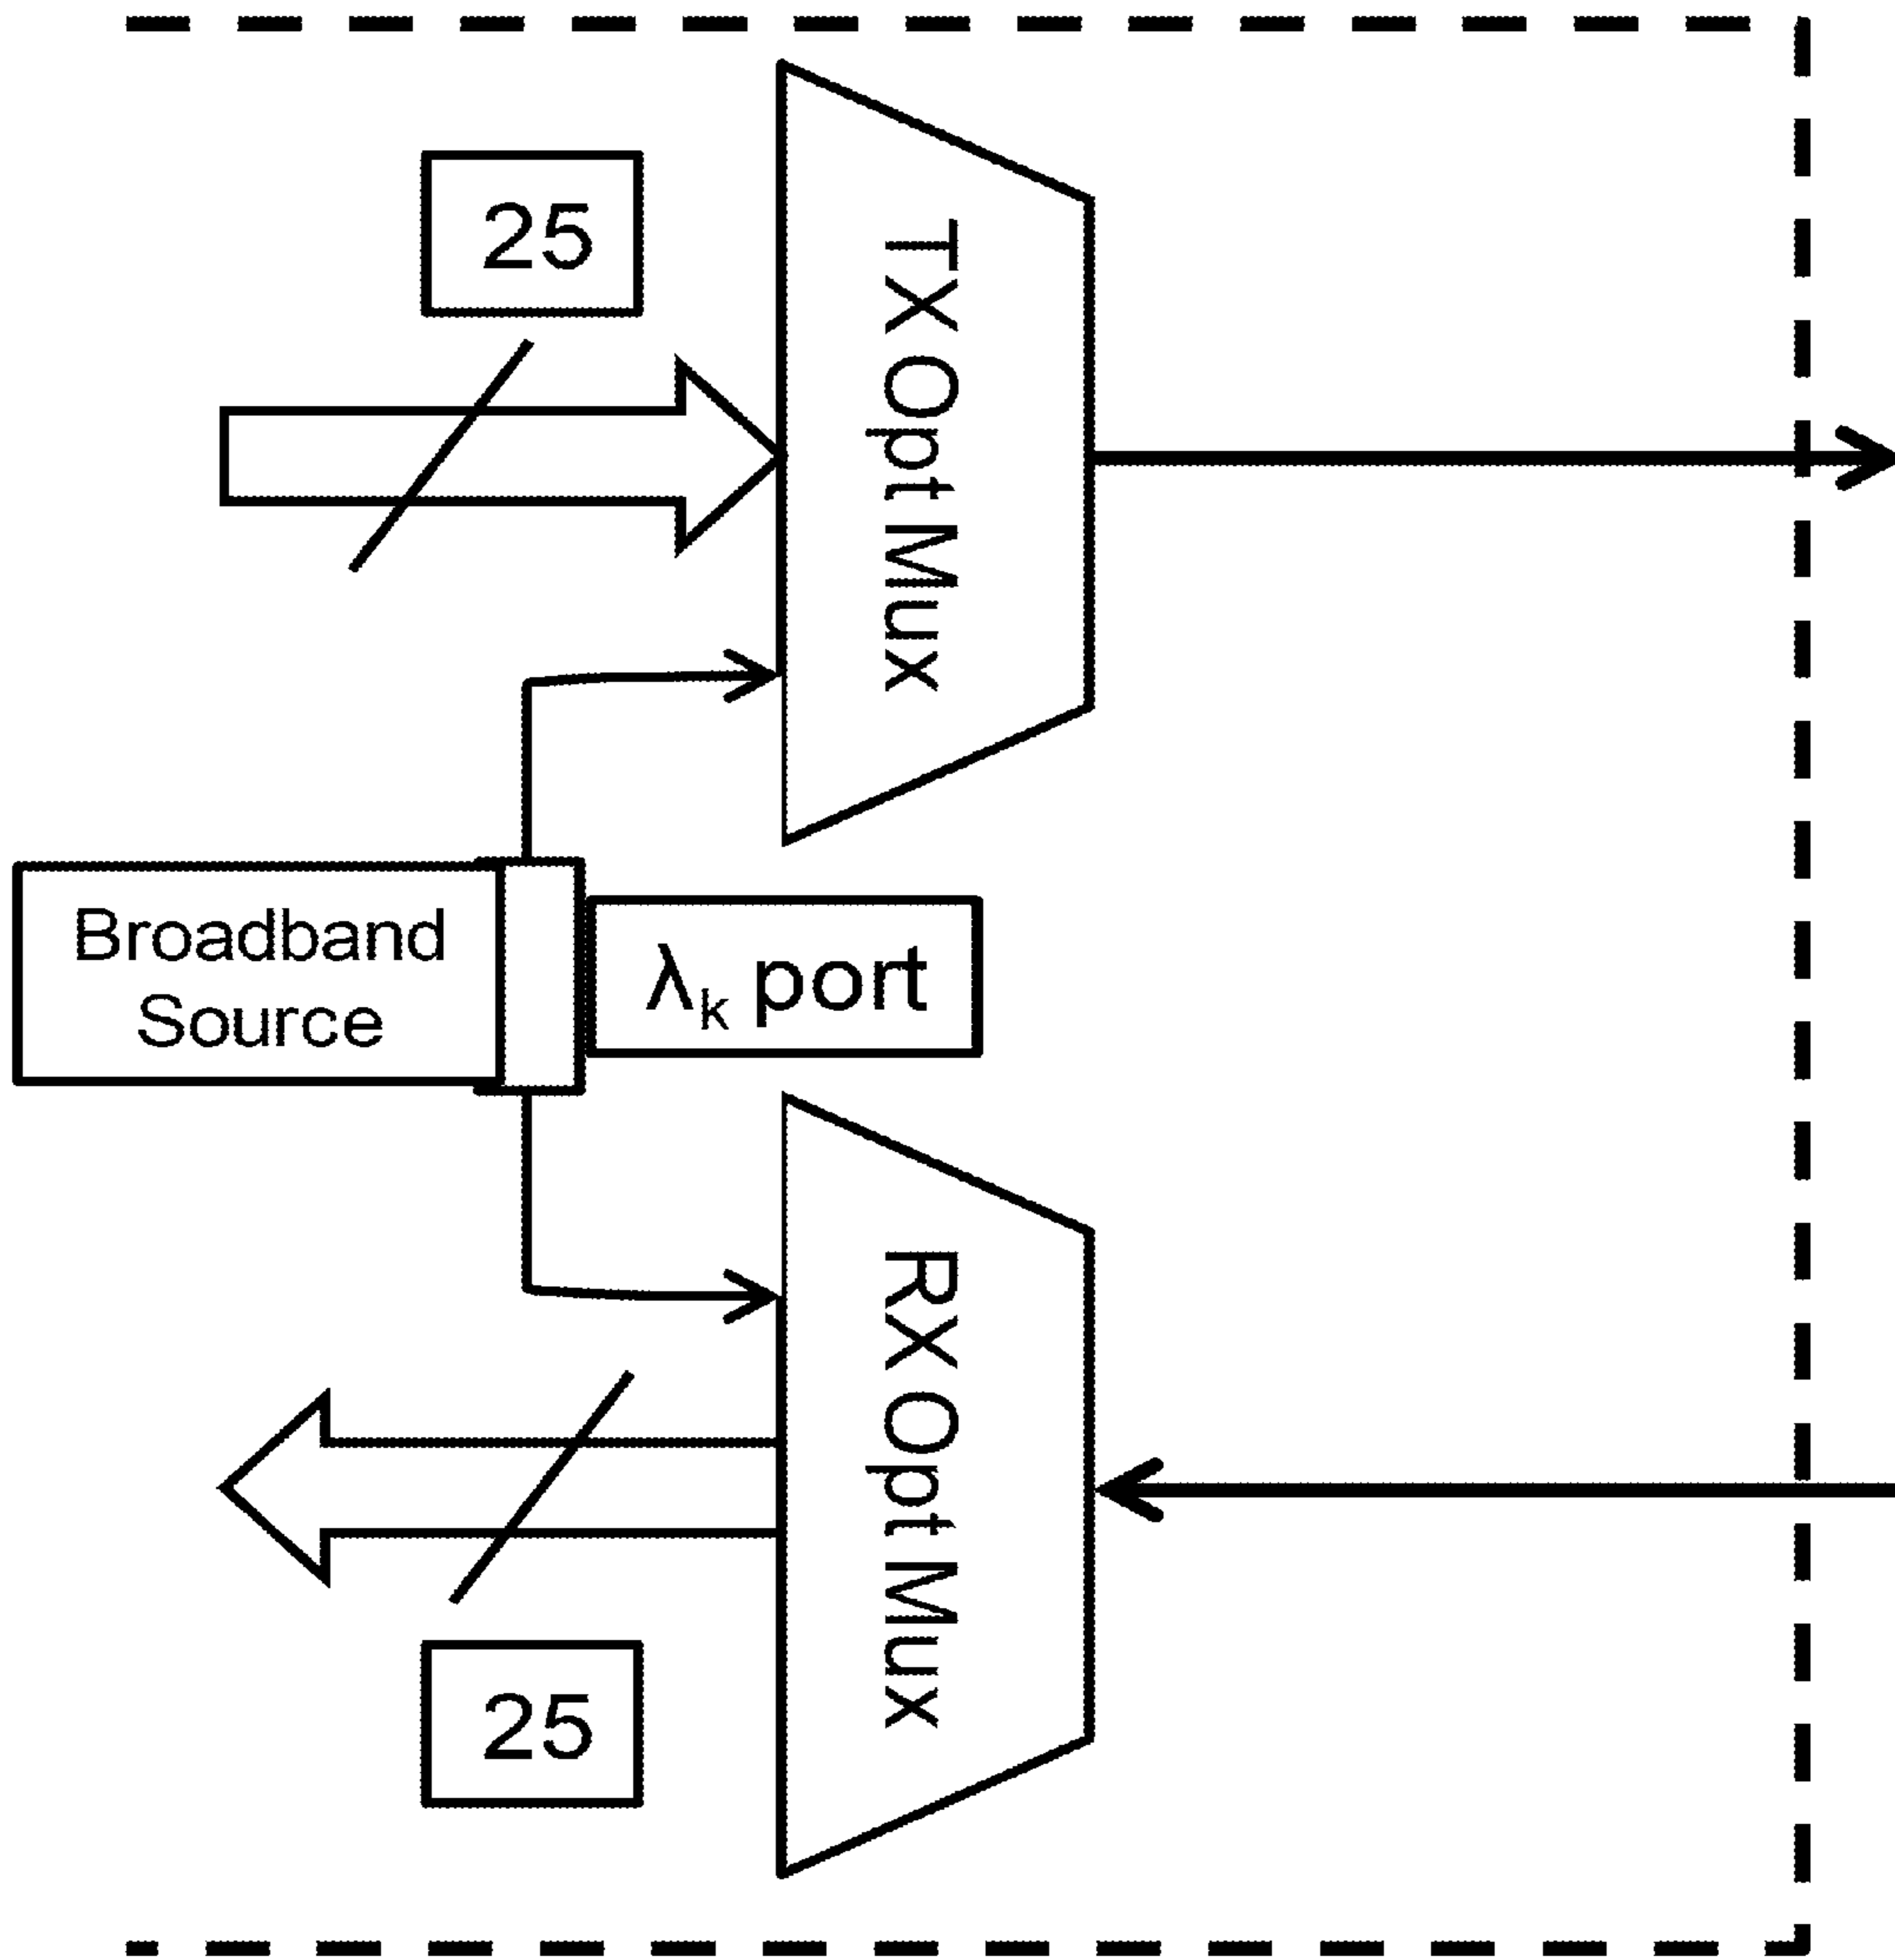 25
TX Opt Mux
Broadband
Source
λk port
RX Opt Mux
25